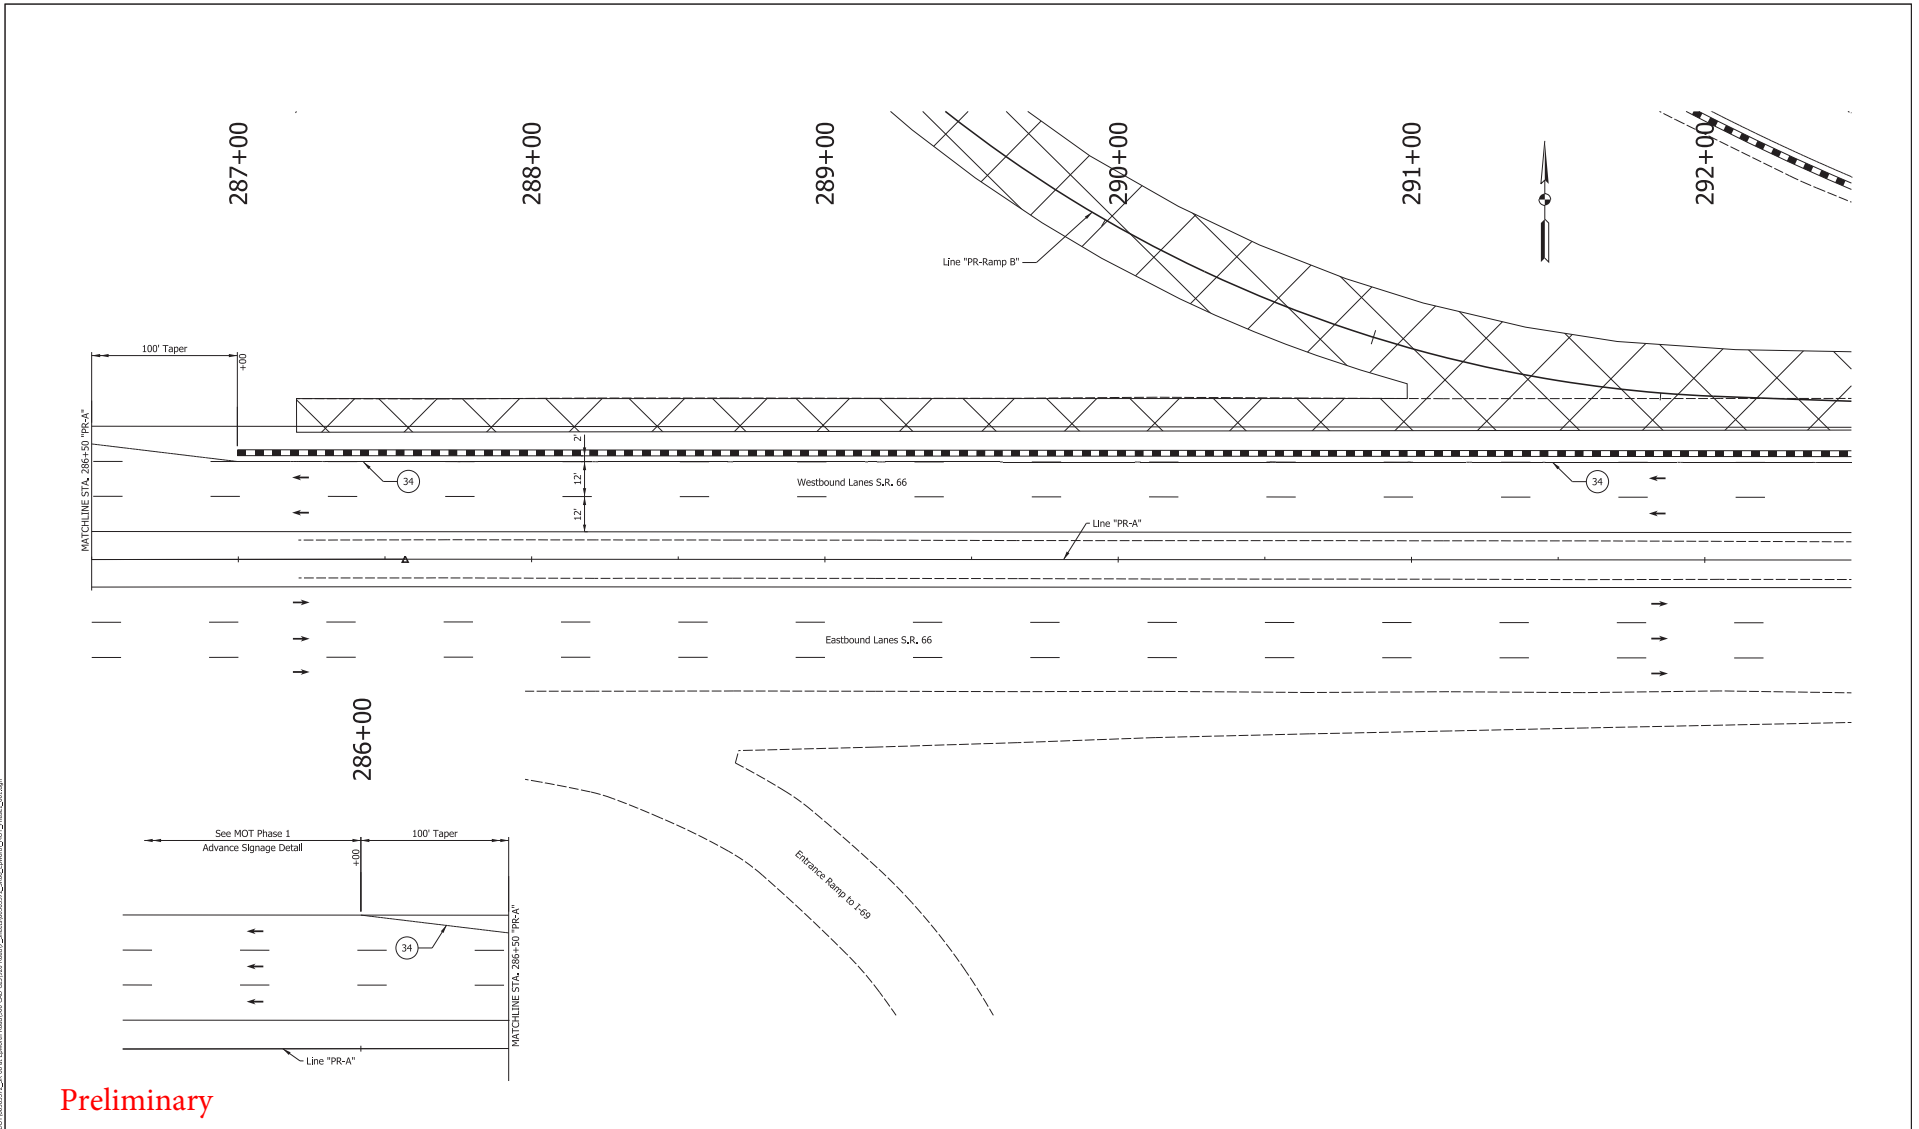 287+00
288+00
289+00
290+00
291+00
292+00
Line "PR-Ramp B"
100' Taper
+00
MATCHLINE STA. 286+50 "PR-A"
2'
12'
12'
34
Westbound Lanes S.R. 66
34
Line "PR-A"
Eastbound Lanes S.R. 66
286+00
See MOT Phase 1
Advance Signage Detail
100' Taper
+00
Entrance Ramp to I-69
34
MATCHLINE STA. 286+50 "PR-A"
Line "PR-A"
Preliminary